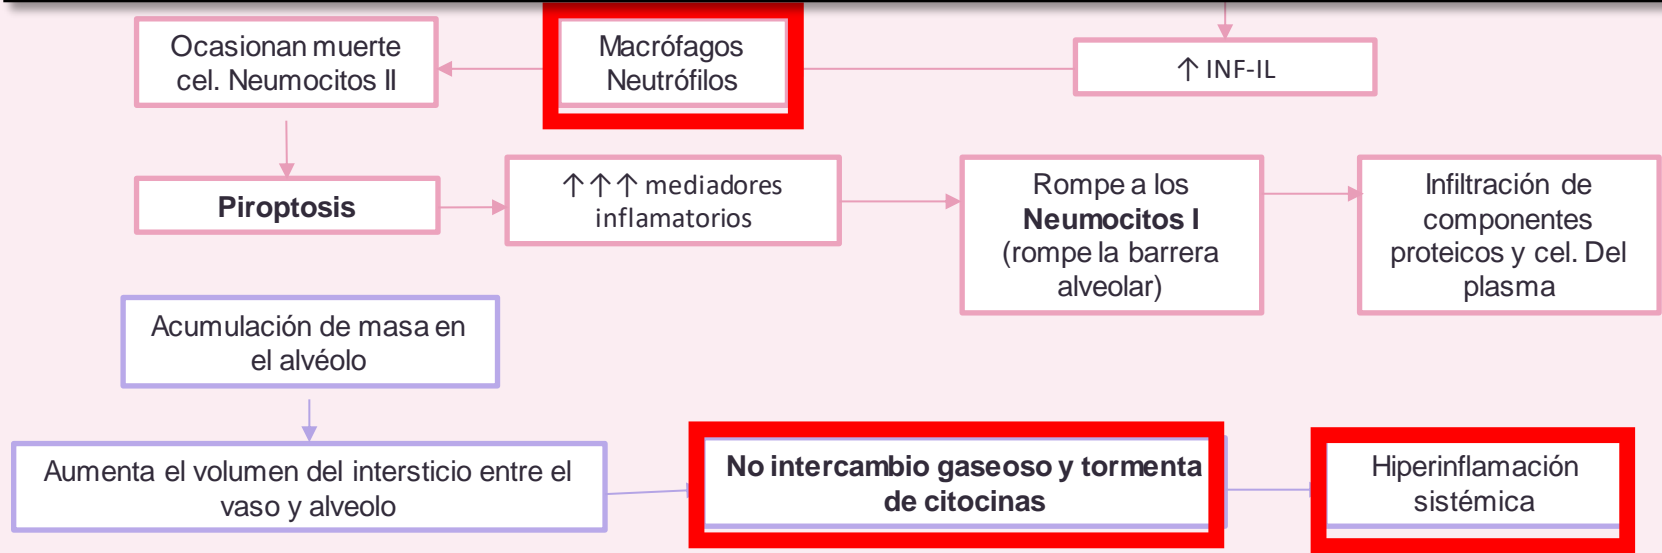 Ocasionan muerte
cel. Neumocitos II
Macrófagos
Neutrófilos
↑ INF-IL
Piroptosis
↑↑↑ mediadores
inflamatorios
Rompe a los
Neumocitos I
(rompe la barrera
alveolar)
Infiltración de
componentes
proteicos y cel. Del
plasma
Acumulación de masa en
el alvéolo
Aumenta el volumen del intersticio entre el
vaso y alveolo
No intercambio gaseoso y tormenta
de citocinas
Hiperinflamación
sistémica